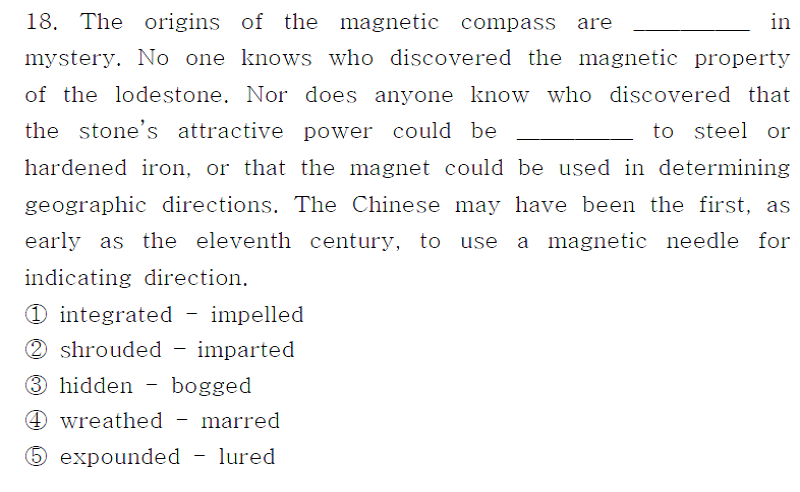 18. The origins of the magnetic compass are __________ in
mystery. No one knows who discovered the magnetic property
of the lodestone. Nor does anyone know who discovered that
the stone's attractive power could be __________ to steel or
hardened iron, or that the magnet could be used in determining
geographic directions. The Chinese may have been the first, as
early as the eleventh century, to use a magnetic needle for
indicating direction.
① integrated - impelled
② shrouded - imparted
③ hidden - bogged
④ wreathed - marred
⑤ expounded - lured